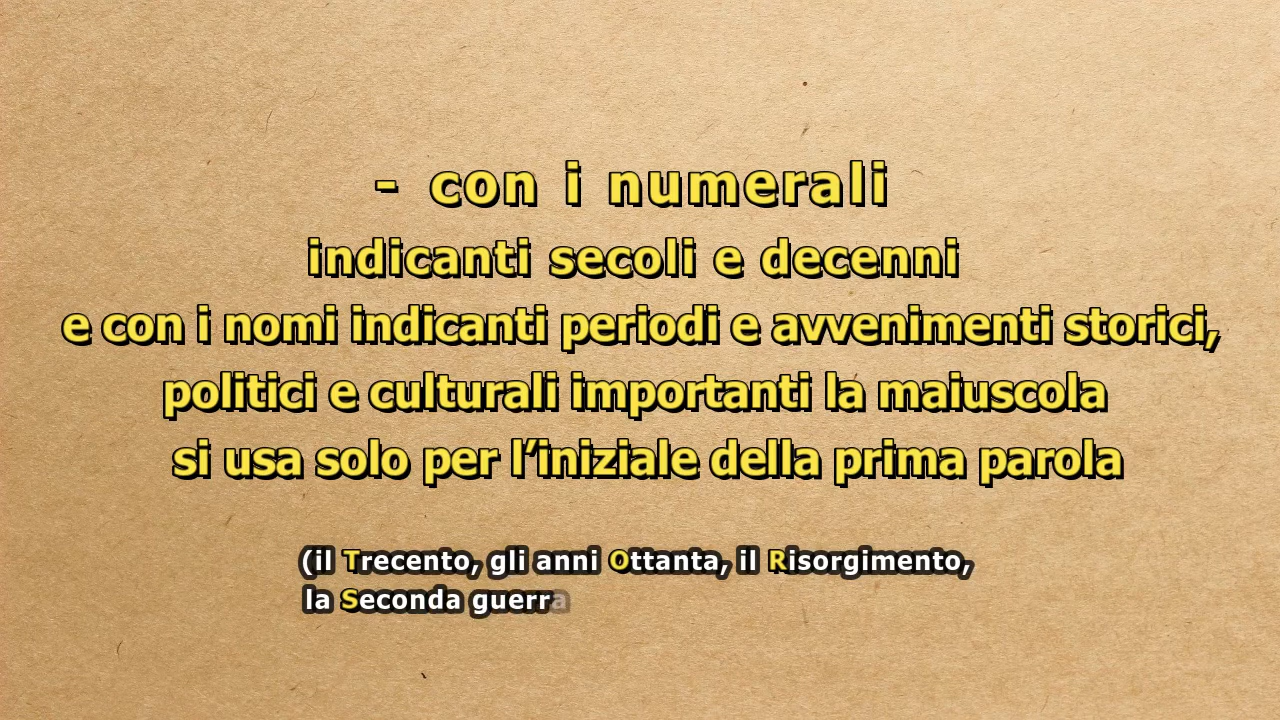 - con i numerali
indicanti secoli e decenni
e con i nomi indicanti periodi e avvenimenti storici,
politici e culturali importanti la maiuscola
si usa solo per l’iniziale della prima parola
(il Trecento, gli anni Ottanta, il Risorgimento,
la Seconda guerra